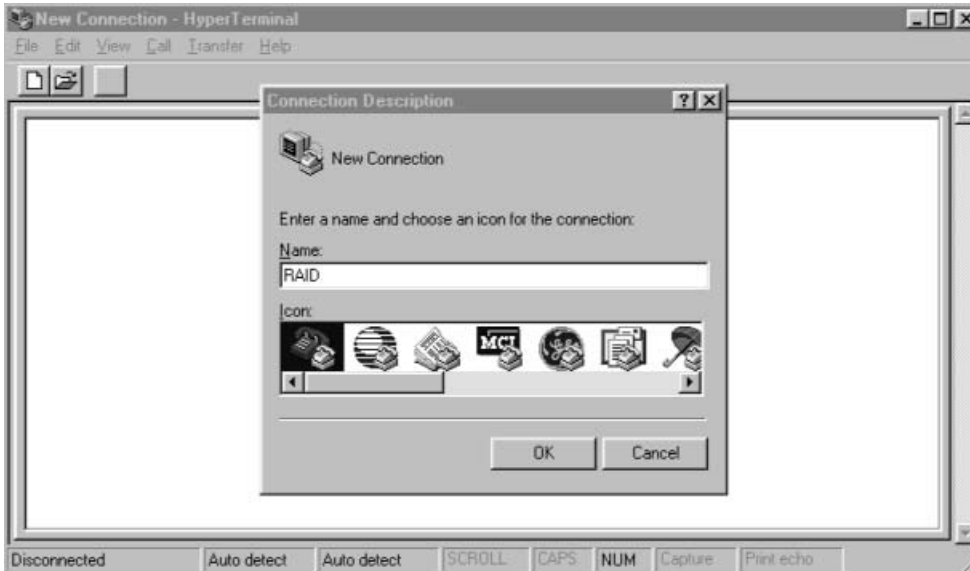 New Connection - HyperTerminal
File Edit View Call Transfer Help
Connection Description
New Connection
Enter a name and choose an icon for the connection:
Name:
RAID
Icon:
MCI
OK Cancel
Disconnected Auto detect Auto detect SCROLL CAPS NUM Capture Print echo